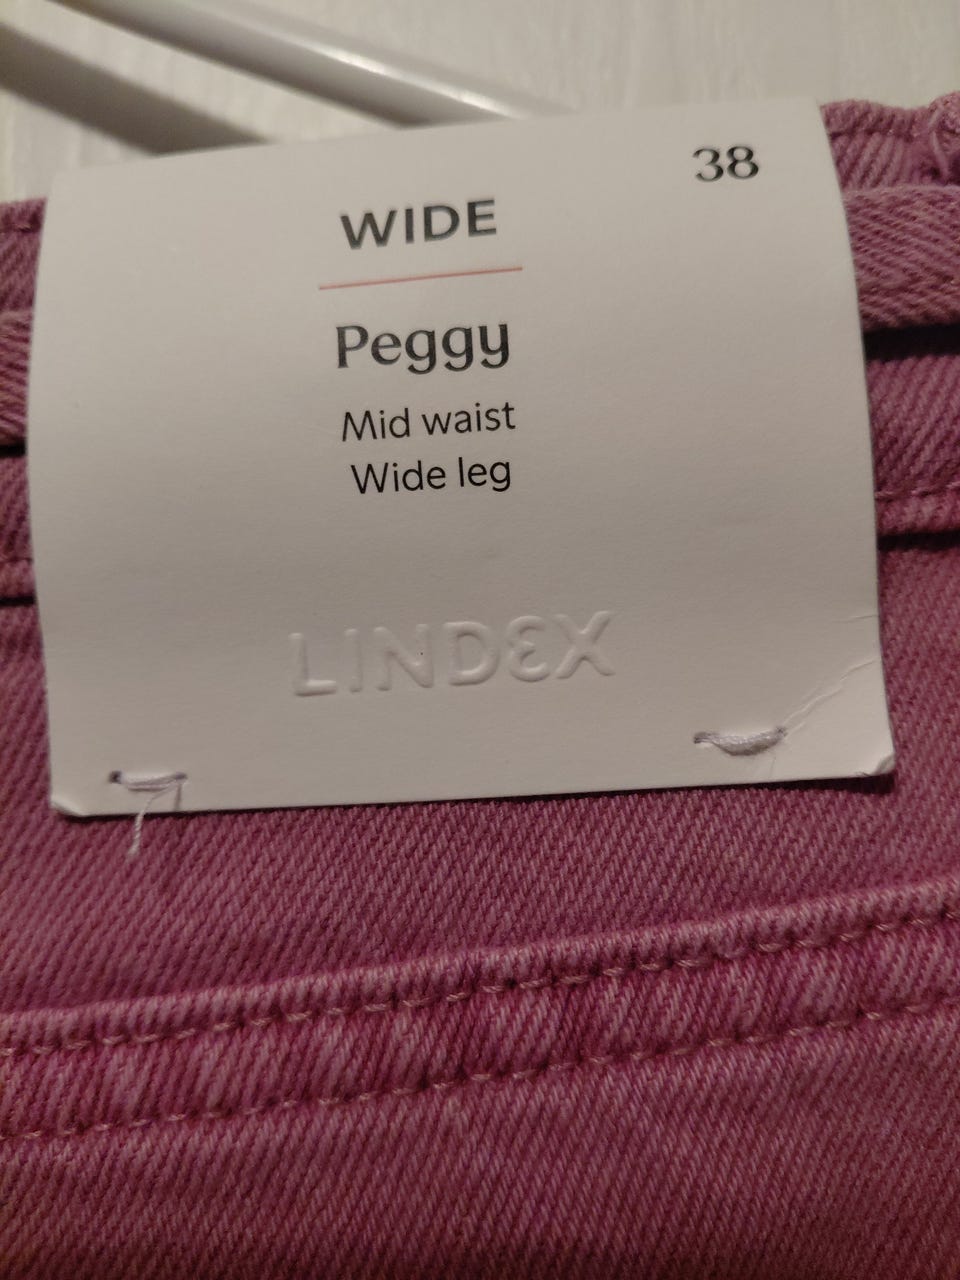 38
WIDE
Peggy
Mid waist
Wide leg
LINDEX